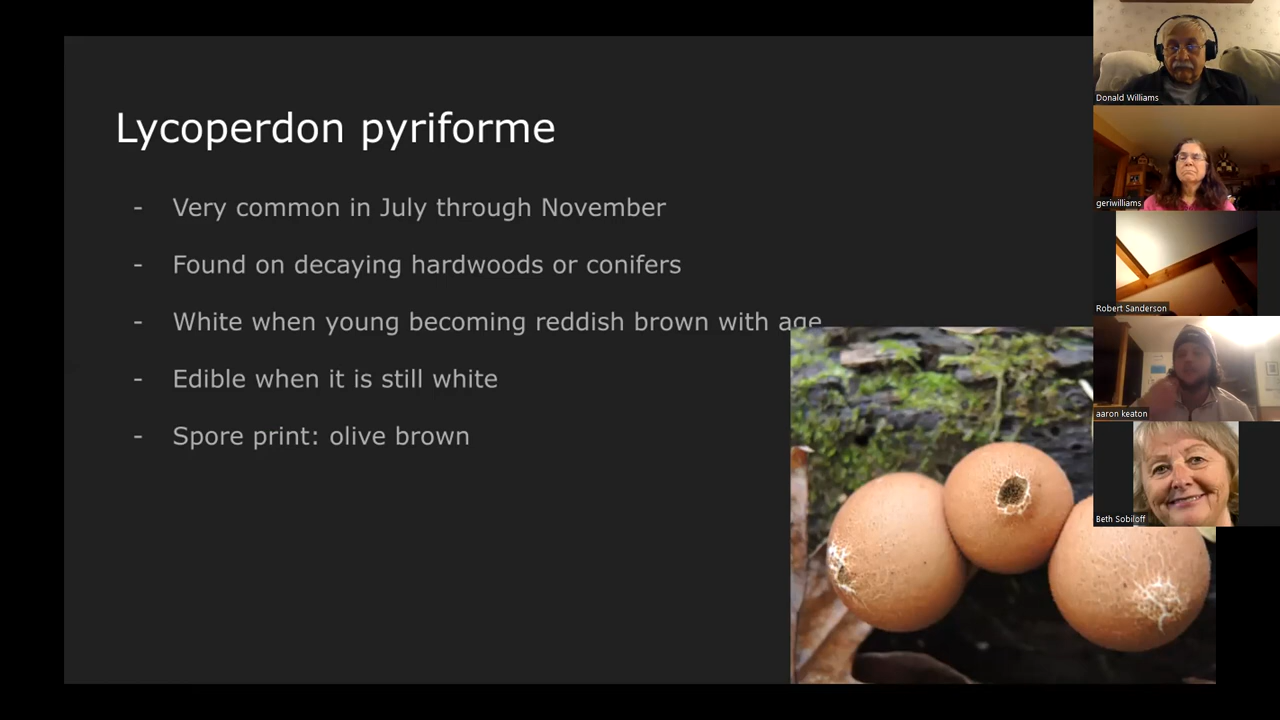 Lycoperdon pyriforme
- Very common in July through November
- Found on decaying hardwoods or conifers
- White when young becoming reddish brown with age
- Edible when it is still white
- Spore print: olive brown
Donald Williams
geriwilliams
Robert Sanderson
aaron keaton
Beth Sobiloff